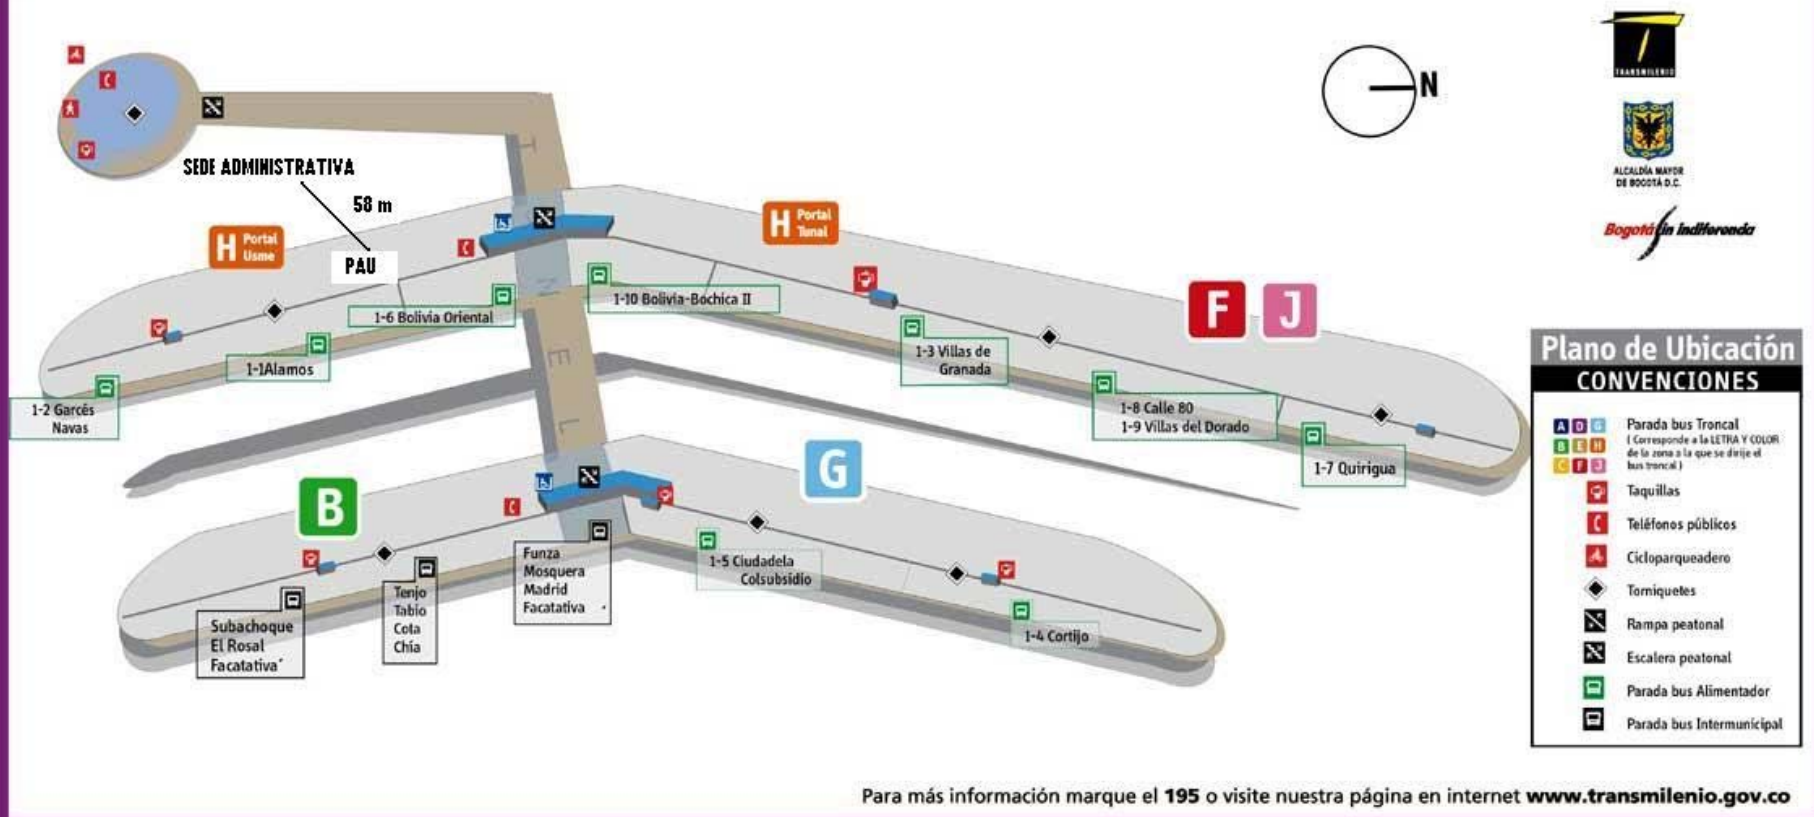 N
TRANSMILENIO
ALCALDÍA MAYOR
DE BOGOTÁ D.C.
Bogotá sin indiferencia
SEDE ADMINISTRATIVA
58 m
PAU
H Portal
Usme
H Portal
Tunal
T
U
N
E
L
1-10 Bolivia-Bochica II
1-6 Bolivia Oriental
1-1Alamos
1-2 Garcés
Navas
F
J
1-3 Villas de
Granada
1-8 Calle 80
1-9 Villas del Dorado
1-7 Quirigua
B
G
Funza
Mosquera
Madrid
Facatativa
Tenjo
Tabio
Cota
Chia
Subachoque
El Rosal
Facatativa´
1-5 Ciudadela
Colsubsidio
1-4 Cortijo
Plano de Ubicación
CONVENCIONES
A D G
B E H
C F J
Parada bus Troncal
( Corresponde a la LETRA Y COLOR
de la zona a la que se dirije el
bus troncal )
Taquillas
Teléfonos públicos
Cicloparqueadero
Torniquetes
Rampa peatonal
Escalera peatonal
Parada bus Alimentador
Parada bus Intermunicipal
Para más información marque el 195 o visite nuestra página en internet www.transmilenio.gov.co